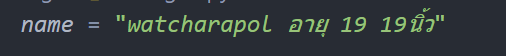 name = "watcharapol อายุ 19 19นิ้ว"